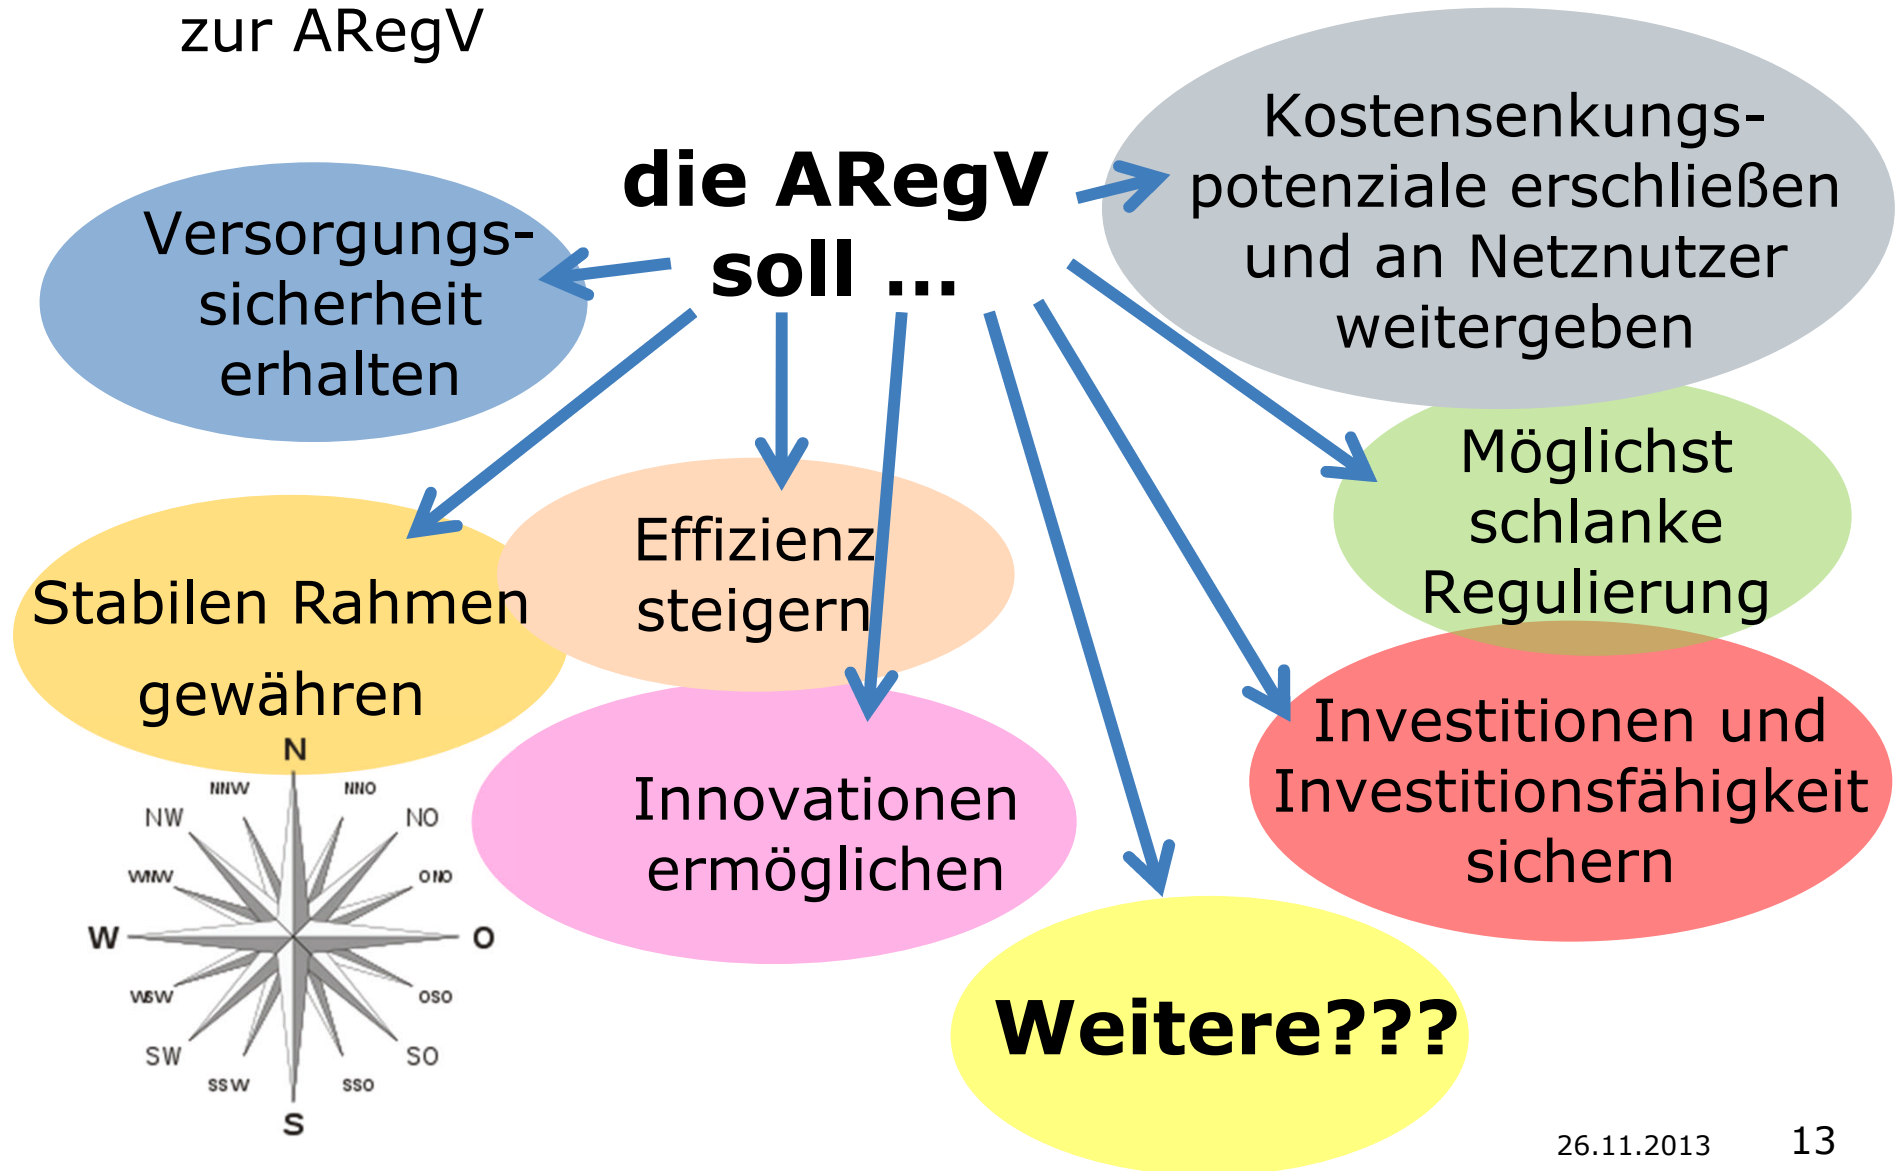 zur ARegV
die ARegV
soll ...
Kostensenkungs-
potenziale erschließen
und an Netznutzer
weitergeben
Versorgungs-
sicherheit
erhalten
Möglichst
schlanke
Regulierung
Effizienz
steigern
Stabilen Rahmen
gewähren
Investitionen und
Investitionsfähigkeit
sichern
Innovationen
ermöglichen
Weitere???
N
NNW NNO
NW NO
WNW ONO
W O
WSW OSO
SW SO
SSW SSO
S
26.11.2013 13